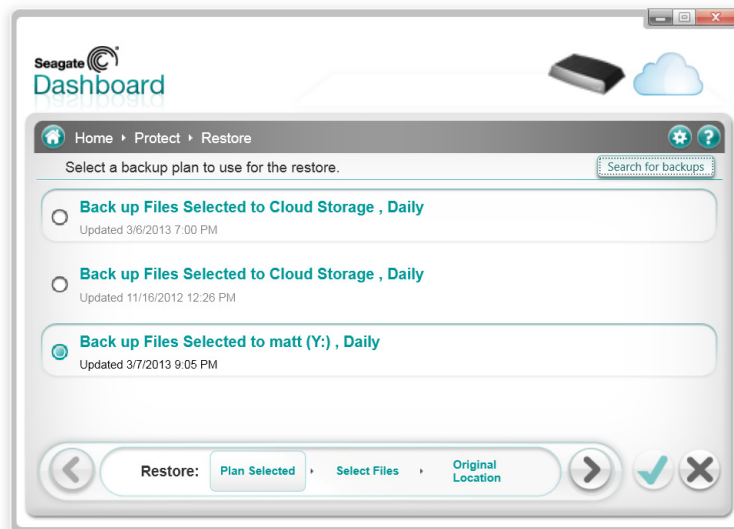 Seagate
Dashboard
Home ▸ Protect ▸ Restore
Select a backup plan to use for the restore.
Search for backups
Back up Files Selected to Cloud Storage , Daily
Updated 3/6/2013 7:00 PM
Back up Files Selected to Cloud Storage , Daily
Updated 11/16/2012 12:26 PM
Back up Files Selected to matt (Y:) , Daily
Updated 3/7/2013 9:05 PM
Restore: Plan Selected ▸ Select Files ▸ Original
Location